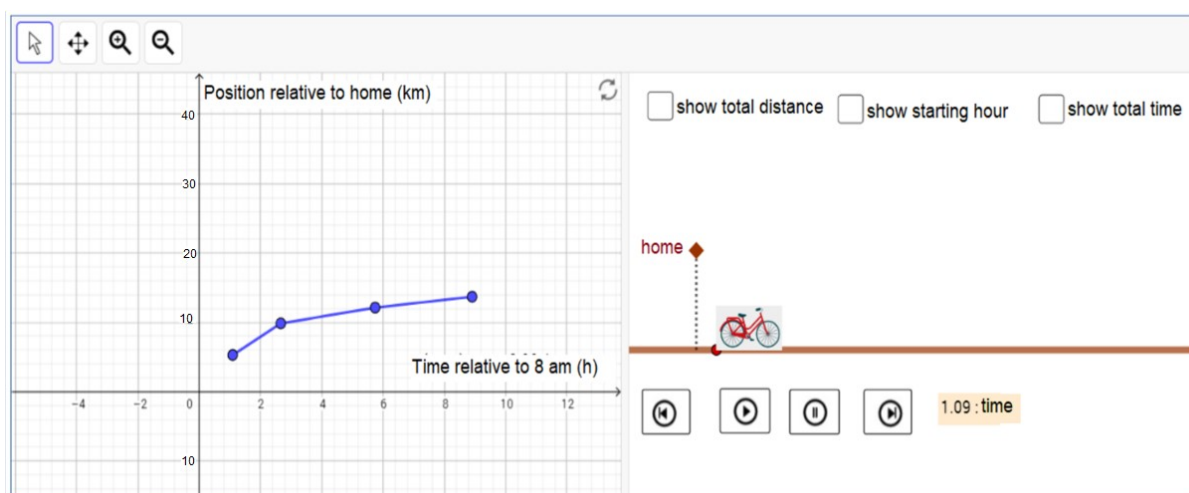 Position relative to home (km)
40
30
20
10
Time relative to 8 am (h)
-4
-2
0
2
4
6
8
10
12
10
show total distance
show starting hour
show total time
home
1.09 : time